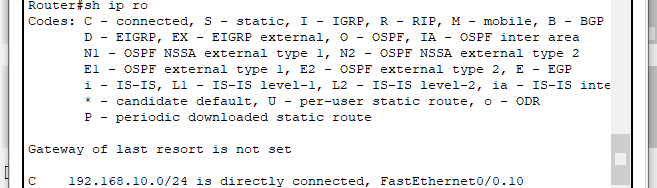 Router#sh ip ro
Codes: C - connected, S - static, I - IGRP, R - RIP, M - mobile, B - BGP
D - EIGRP, EX - EIGRP external, O - OSPF, IA - OSPF inter area
N1 - OSPF NSSA external type 1, N2 - OSPF NSSA external type 2
E1 - OSPF external type 1, E2 - OSPF external type 2, E - EGP
i - IS-IS, L1 - IS-IS level-1, L2 - IS-IS level-2, ia - IS-IS inte
* - candidate default, U - per-user static route, o - ODR
P - periodic downloaded static route
Gateway of last resort is not set
C 192.168.10.0/24 is directly connected, FastEthernet0/0.10